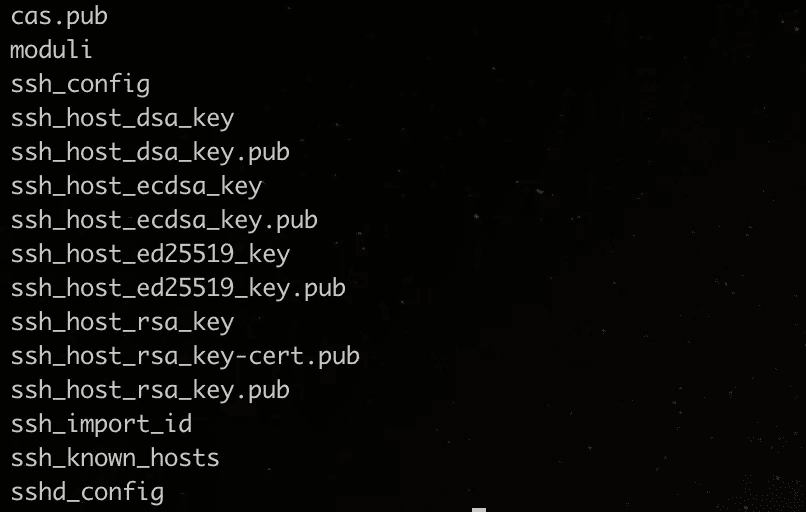 cas.pub
moduli
ssh_config
ssh_host_dsa_key
ssh_host_dsa_key.pub
ssh_host_ecdsa_key
ssh_host_ecdsa_key.pub
ssh_host_ed25519_key
ssh_host_ed25519_key.pub
ssh_host_rsa_key
ssh_host_rsa_key-cert.pub
ssh_host_rsa_key.pub
ssh_import_id
ssh_known_hosts
sshd_config